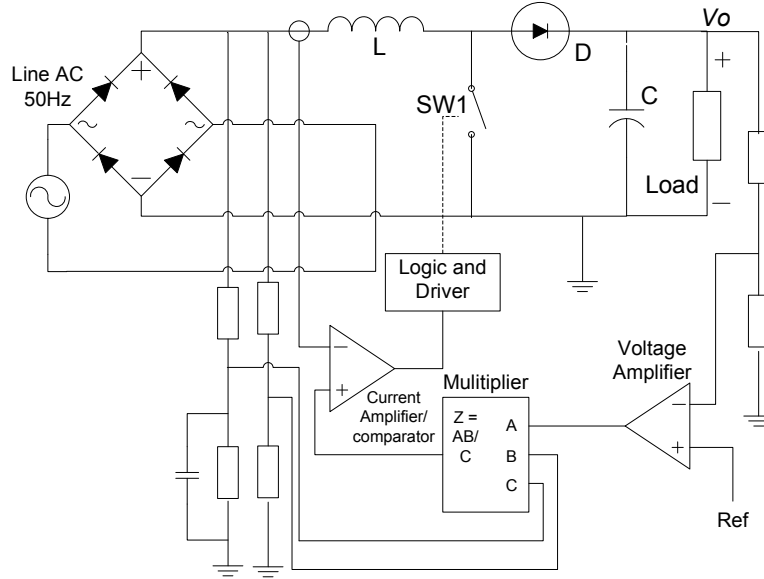 Vo
L
D
+
Line AC
50Hz
+
C
SW1
Load
−
−
Logic and
Driver
Voltage
Amplifier
−
Mulitiplier
+
Current
Amplifier/
comparator
Z =
AB/
C
A
B
C
−
+
Ref